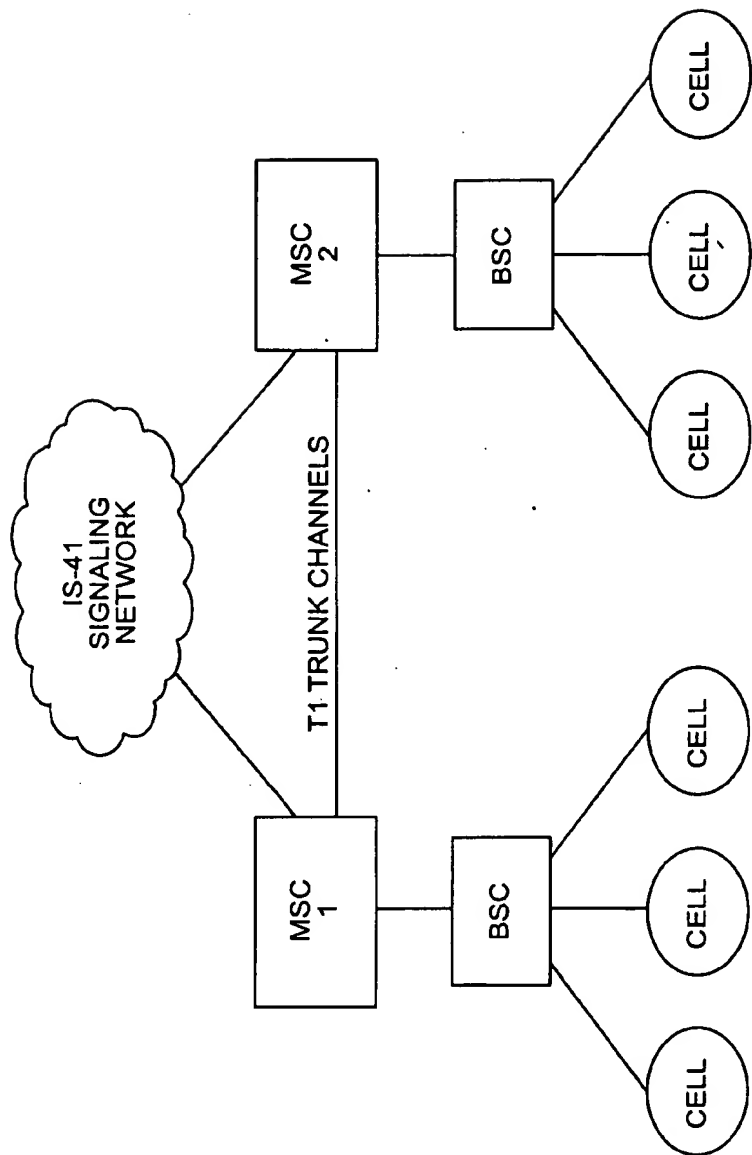 IS-41
SIGNALING
NETWORK
MSC
1
T1 TRUNK CHANNELS
MSC
2
BSC
BSC
CELL
CELL
CELL
CELL
CELL
CELL